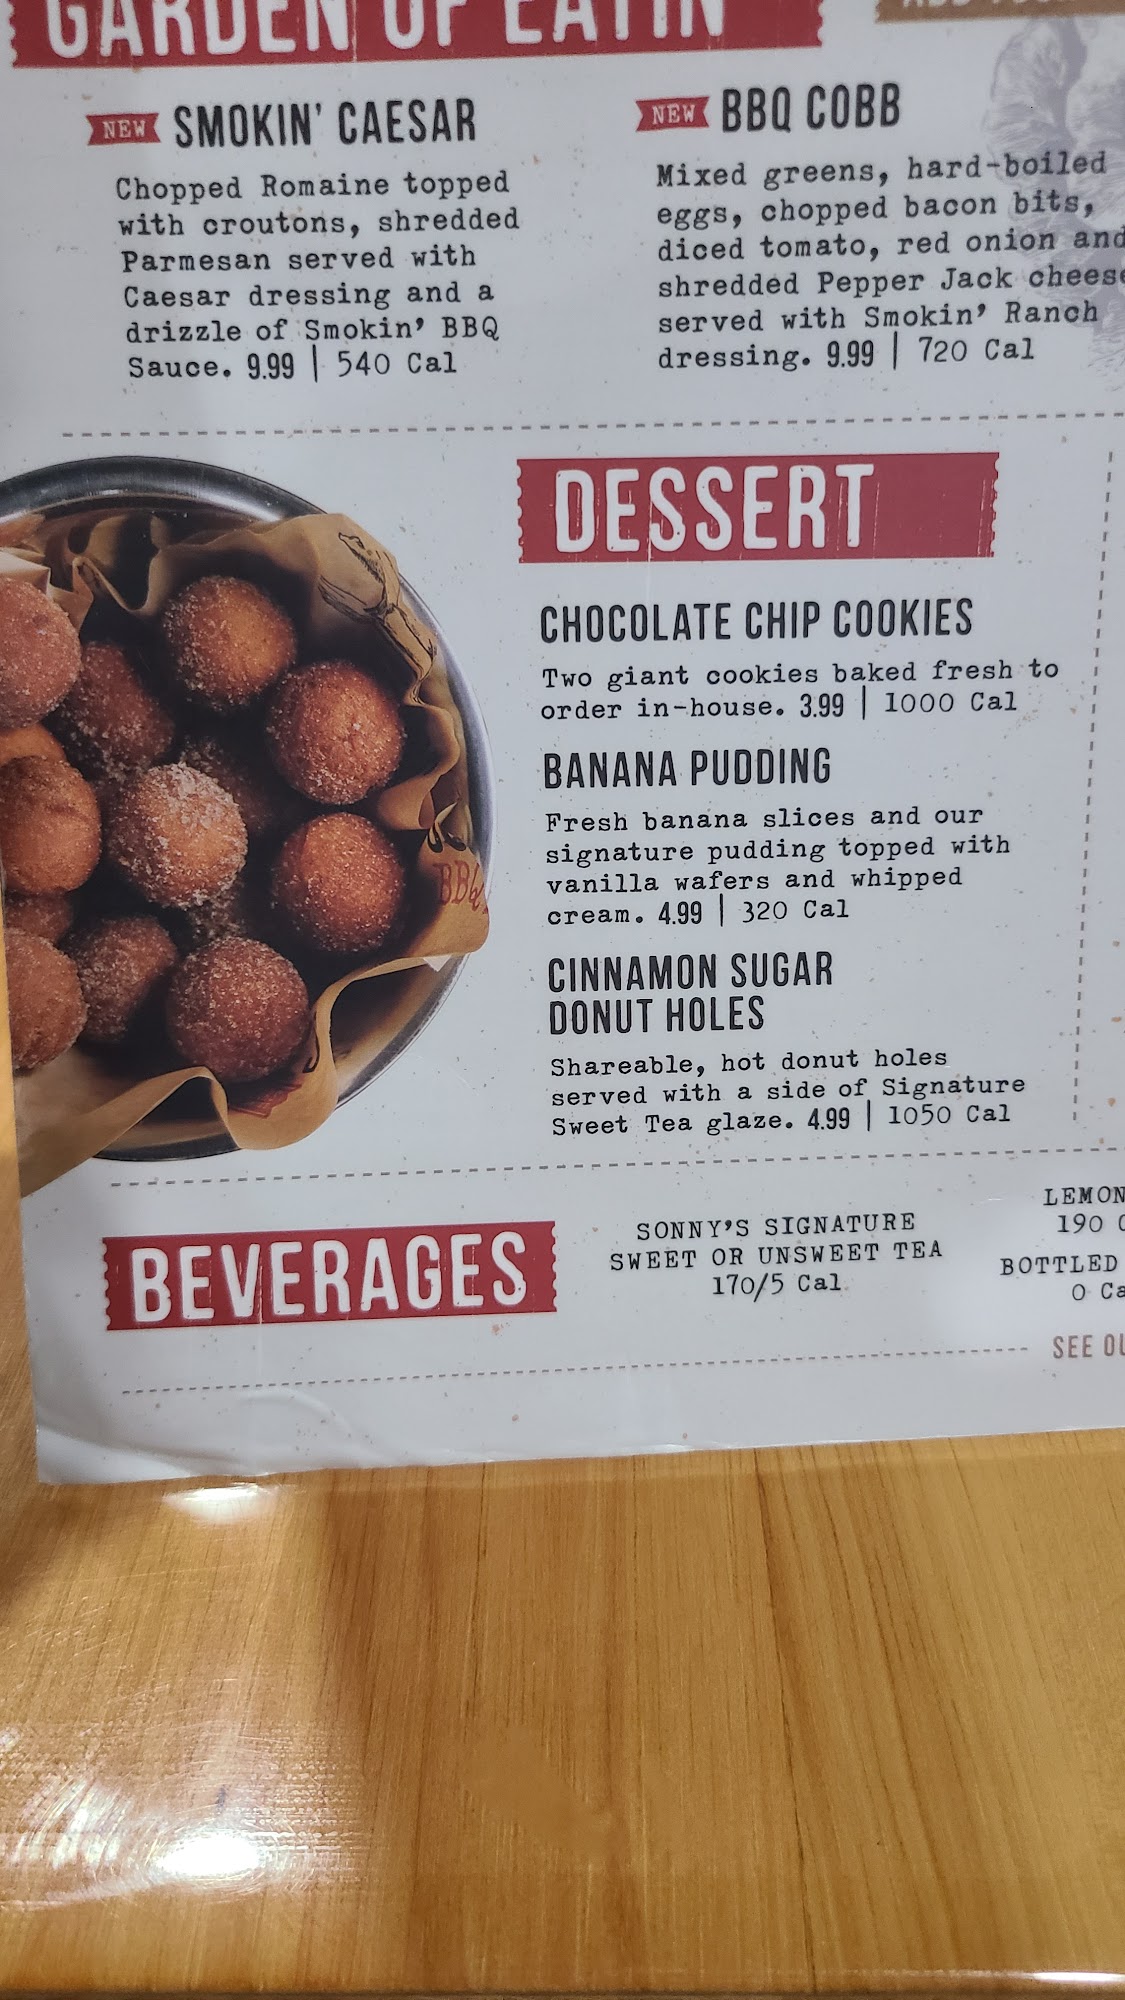 GARDEN OF EATIN'
NEW SMOKIN' CAESAR
Chopped Romaine topped
with croutons, shredded
Parmesan served with
Caesar dressing and a
drizzle of Smokin' BBQ
Sauce. 9.99 | 540 Cal
NEW BBQ COBB
Mixed greens, hard-boiled
eggs, chopped bacon bits,
diced tomato, red onion and
shredded Pepper Jack cheese
served with Smokin' Ranch
dressing. 9.99 | 720 Cal
DESSERT
CHOCOLATE CHIP COOKIES
Two giant cookies baked fresh to
order in-house. 3.99 | 1000 Cal
BANANA PUDDING
Fresh banana slices and our
signature pudding topped with
vanilla wafers and whipped
cream. 4.99 | 320 Cal
CINNAMON SUGAR
DONUT HOLES
Shareable, hot donut holes
served with a side of Signature
Sweet Tea glaze. 4.99 | 1050 Cal
BBQ
BEVERAGES
SONNY'S SIGNATURE
SWEET OR UNSWEET TEA
170/5 Cal
LEMON
190 C
BOTTLED
0 Ca
SEE OU